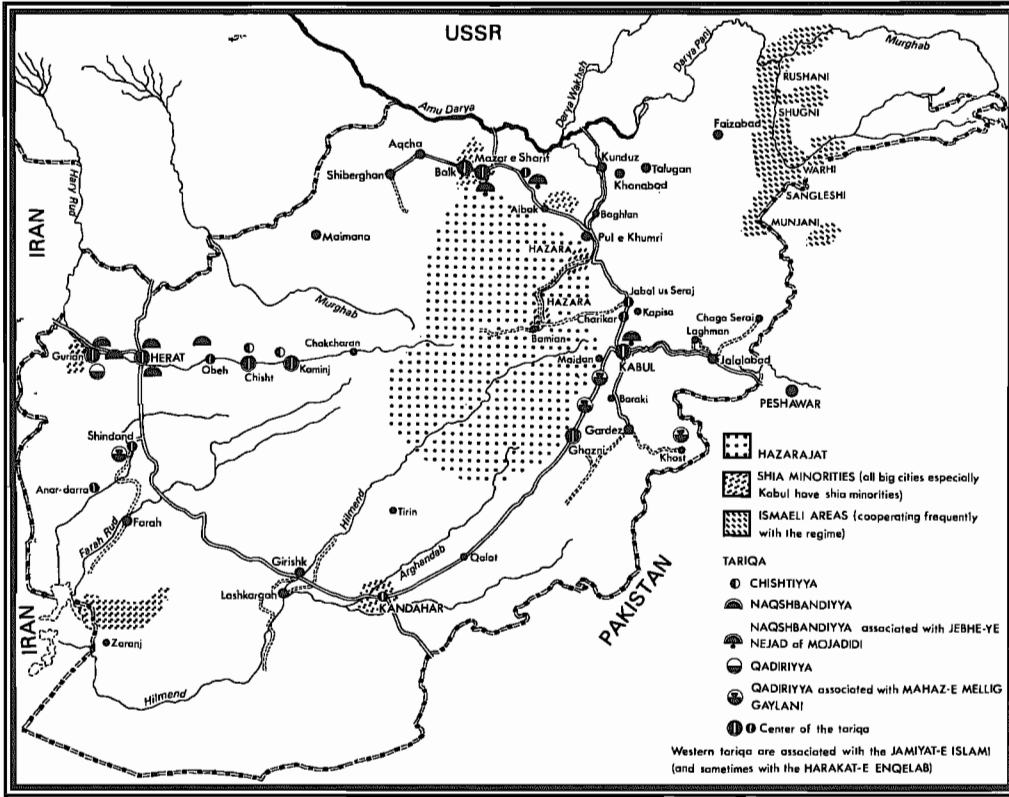 USSR
Murghab
Darya Panj
Darya Wakhsh
RUSHANI
SHUGNI
Amu Darya
Faizabad
Aqcha
Mazar e Sharif
Kunduz
Talugan
Balk
Shiberghan
Khanabad
WARHI
SANGLESHI
Hary Rud
Aibak
Baghlan
MUNJANI
IRAN
Maimana
HAZARA
Pul e Khumri
Murghab
HAZARA
Jabal us Seraj
Charikar
Kapisa
Chaga Serai
Laghman
Bamian
Gurian
HERAT
Obeh
Chisht
Kaminj
Chakcharan
Maidan
KABUL
Jalalabad
PESHAWAR
Baraki
Gardez
Ghazni
Khost
Shindand
Anar-darra
Farah
Farah Rud
Hilmend
Tirin
Arghandab
Qalat
Girishk
Lashkargah
KANDAHAR
IRAN
Zaranj
Hilmend
PAKISTAN
HAZARAJAT
SHIA MINORITIES (all big cities especially
Kabul have shia minorities)
ISMAELI AREAS (cooperating frequently
with the regime)
TARIQA
CHISHTIYYA
NAQSHBANDIYYA
NAQSHBANDIYYA associated with JEBHE-YE
NEJAD of MOJADIDI
QADIRIYYA
QADIRIYYA associated with MAHAZ-E MELLIG
GAYLANI
Center of the tariqa
Western tariqa are associated with the JAMIYAT-E ISLAMI
(and sometimes with the HARAKAT-E ENQELAB)